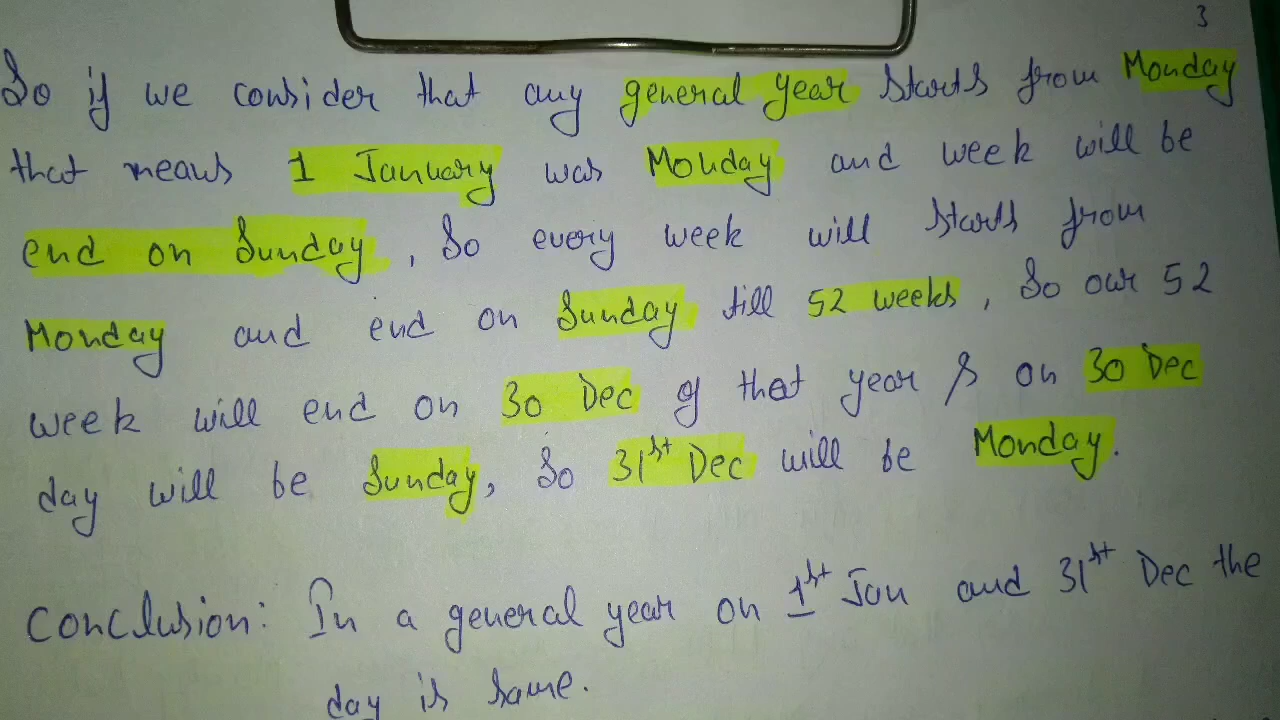 3
So if we consider that any general year starts from Monday
that means 1 January was Monday and week will be
end on Sunday, So every week will starts from
Monday and end on Sunday till 52 weeks, So our 52
week will end on 30 Dec of that year & on 30 Dec
day will be Sunday, So 31st Dec will be Monday.
Conclusion: In a general year on 1st Jan and 31st Dec the
day is same.